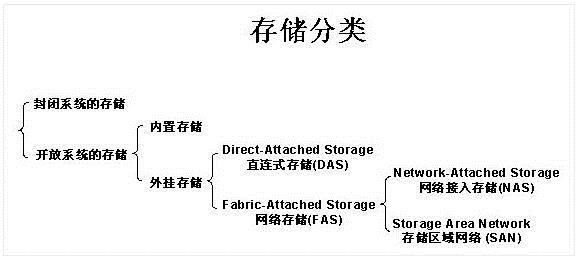 存储分类
封闭系统的存储
开放系统的存储
内置存储
外挂存储
Direct-Attached Storage
直连式存储(DAS)
Fabric-Attached Storage
网络存储(FAS)
Network-Attached Storage
网络接入存储(NAS)
Storage Area Network
存储区域网络 (SAN)